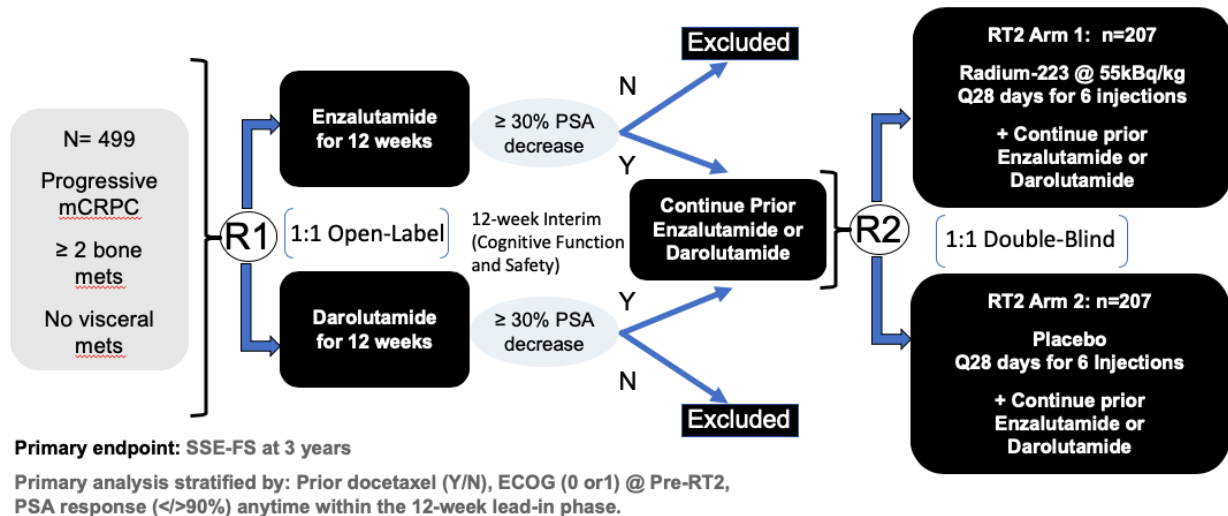 N= 499
Progressive
mCRPC
≥ 2 bone
mets
No visceral
mets
R1
Enzalutamide
for 12 weeks
1:1 Open-Label
Darolutamide
for 12 weeks
≥ 30% PSA
decrease
12-week Interim
(Cognitive Function
and Safety)
≥ 30% PSA
decrease
N
Y
Y
N
Excluded
Continue Prior
Enzalutamide or
Darolutamide
Excluded
R2
RT2 Arm 1:  n=207
Radium-223 @ 55kBq/kg
Q28 days for 6 injections
+ Continue prior
Enzalutamide or
Darolutamide
1:1 Double-Blind
RT2 Arm 2: n=207
Placebo
Q28 days for 6 Injections
+ Continue prior
Enzalutamide or
Darolutamide
Primary endpoint: SSE-FS at 3 years
Primary analysis stratified by: Prior docetaxel (Y/N), ECOG (0 or1) @ Pre-RT2,
PSA response (</>90%) anytime within the 12-week lead-in phase.